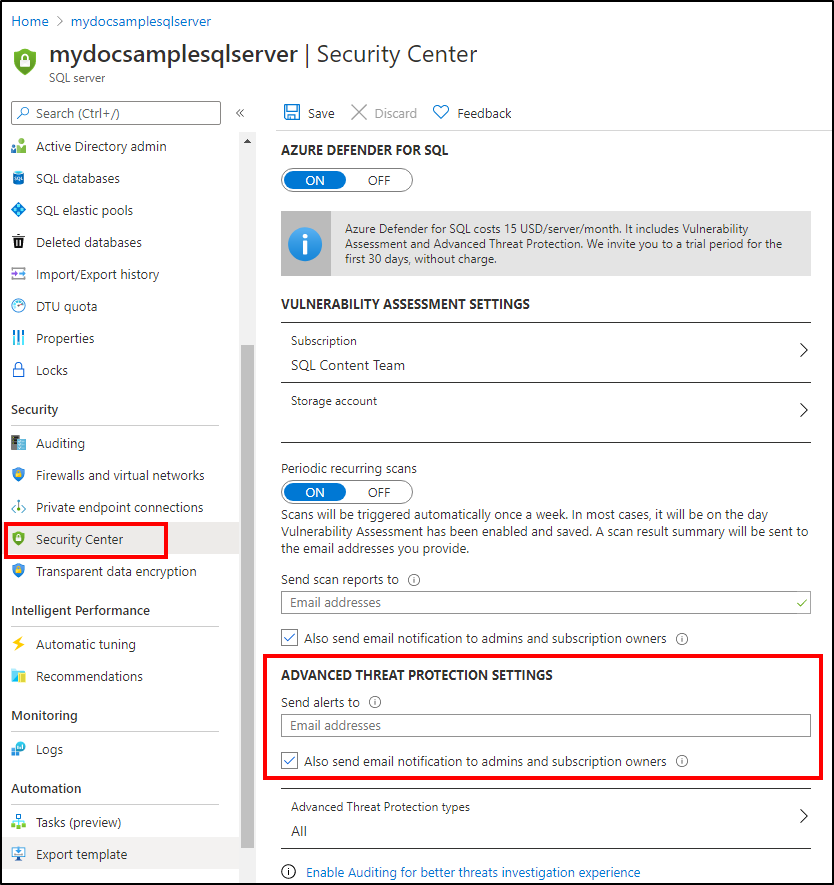 Home > mydocsamplesqlserver
mydocsamplesqlserver | Security Center
SQL server
Search (Ctrl+/)
«
Active Directory admin
SQL databases
SQL elastic pools
Deleted databases
Import/Export history
DTU quota
Properties
Locks
Security
Auditing
Firewalls and virtual networks
Private endpoint connections
Security Center
Transparent data encryption
Intelligent Performance
Automatic tuning
Recommendations
Monitoring
Logs
Automation
Tasks (preview)
Export template
Save Discard Feedback
AZURE DEFENDER FOR SQL
ON OFF
Azure Defender for SQL costs 15 USD/server/month. It includes Vulnerability
Assessment and Advanced Threat Protection. We invite you to a trial period for the
first 30 days, without charge.
VULNERABILITY ASSESSMENT SETTINGS
Subscription
SQL Content Team
Storage account
Periodic recurring scans
ON OFF
Scans will be triggered automatically once a week. In most cases, it will be on the day
Vulnerability Assessment has been enabled and saved. A scan result summary will be sent to
the email addresses you provide.
Send scan reports to
Email addresses
Also send email notification to admins and subscription owners
ADVANCED THREAT PROTECTION SETTINGS
Send alerts to
Email addresses
Also send email notification to admins and subscription owners
Advanced Threat Protection types
All
Enable Auditing for better threats investigation experience